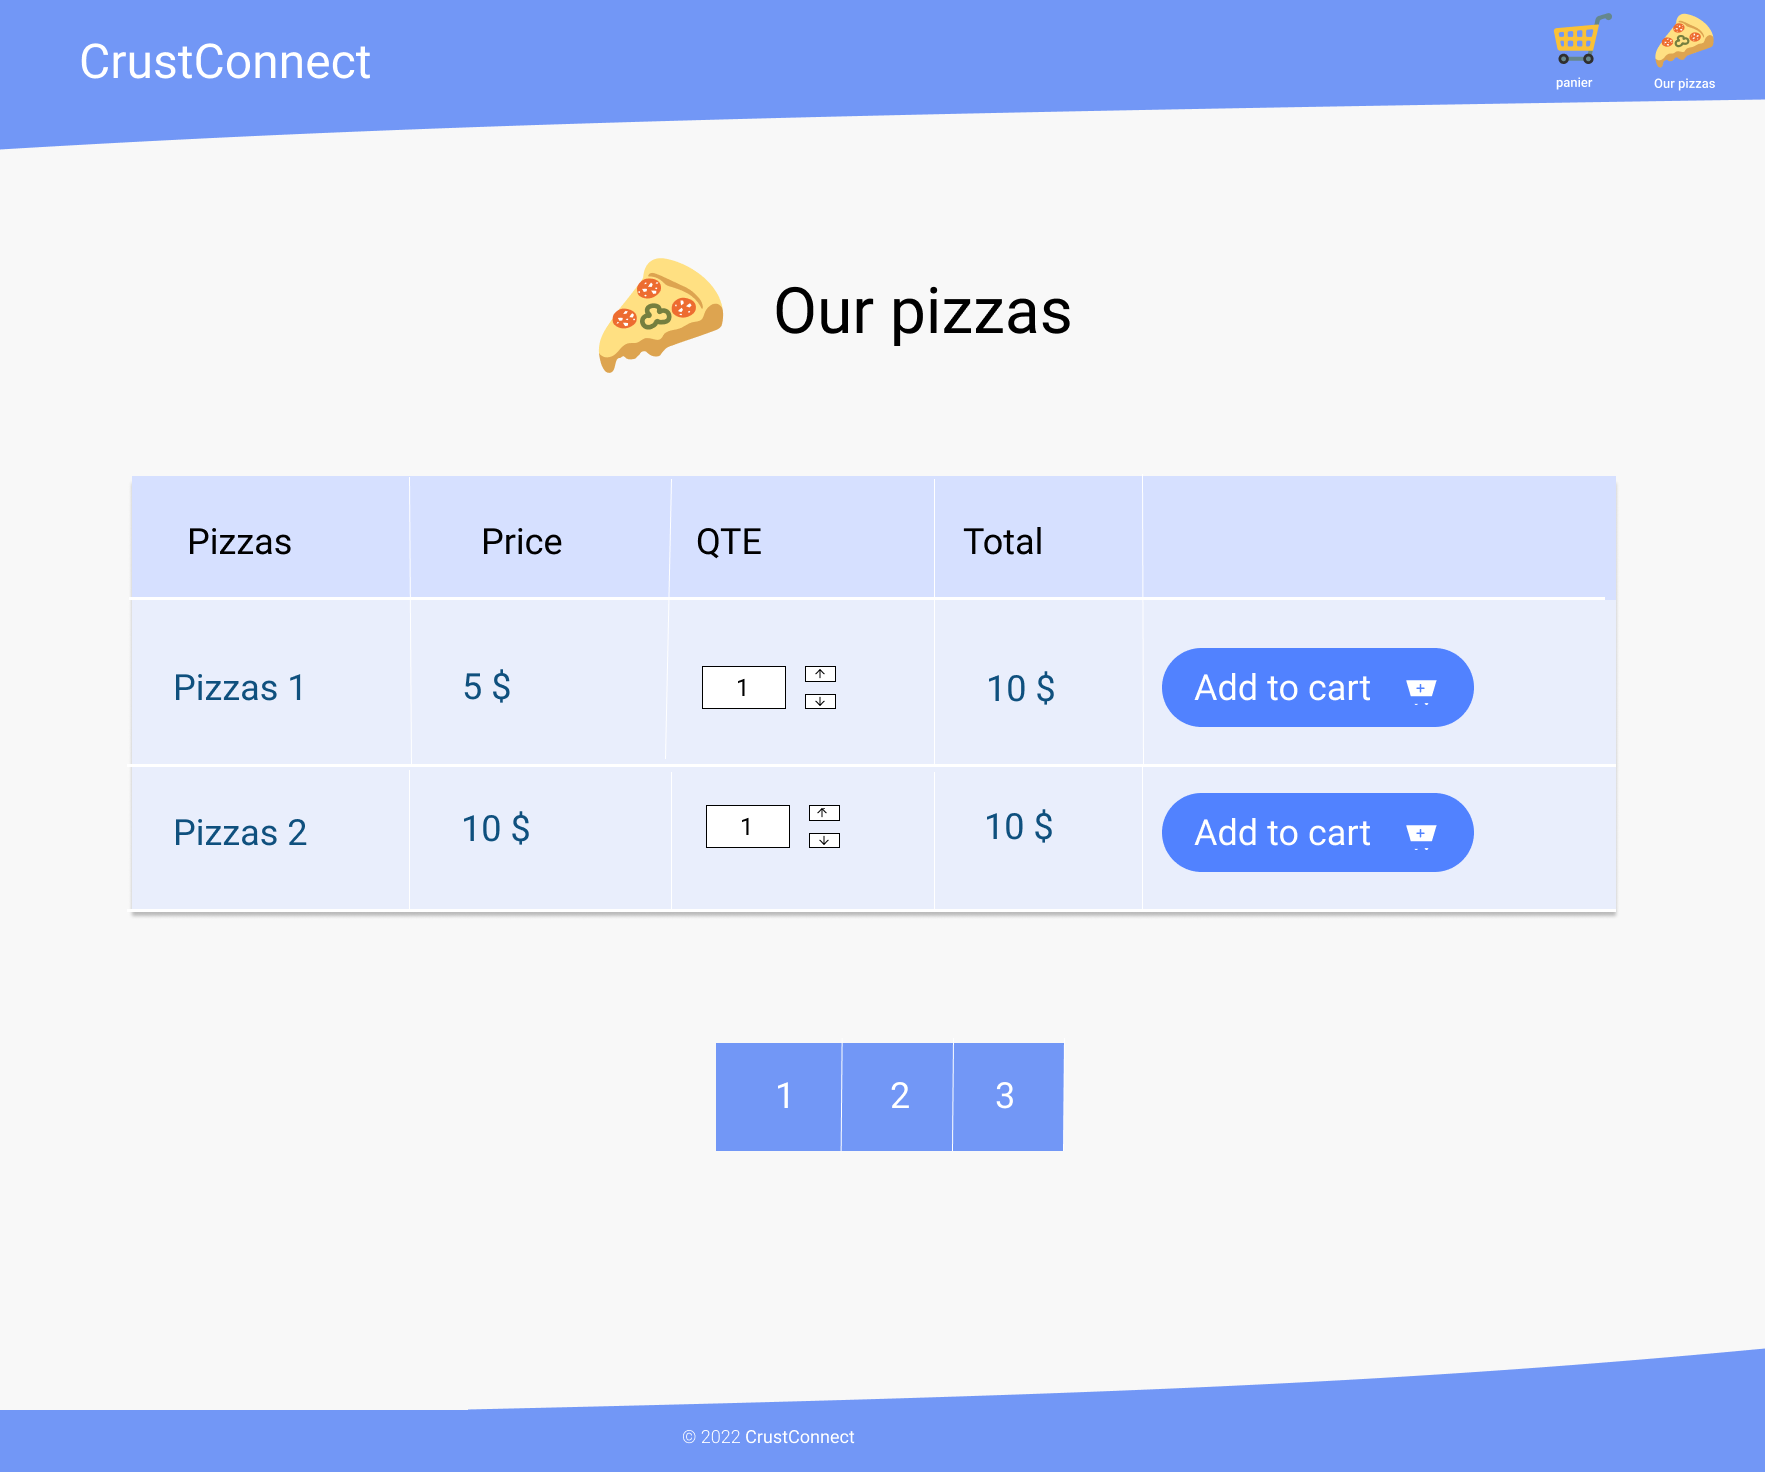 CrustConnect
panier
Our pizzas
Our pizzas
Pizzas Price QTE Total
Pizzas 1 5 $ 1 10 $ Add to cart
Pizzas 2 10 $ 1 10 $ Add to cart
1 2 3
© 2022 CrustConnect